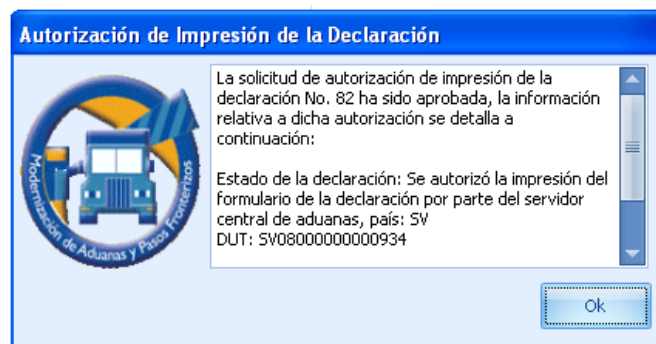 Autorización de Impresión de la Declaración
La solicitud de autorización de impresión de la
declaración No. 82 ha sido aprobada, la información
relativa a dicha autorización se detalla a
continuación:
Estado de la declaración: Se autorizó la impresión del
formulario de la declaración por parte del servidor
central de aduanas, país: SV
DUT: SV08000000000934
Modernización de Aduanas y Pasos Fronterizos
Ok